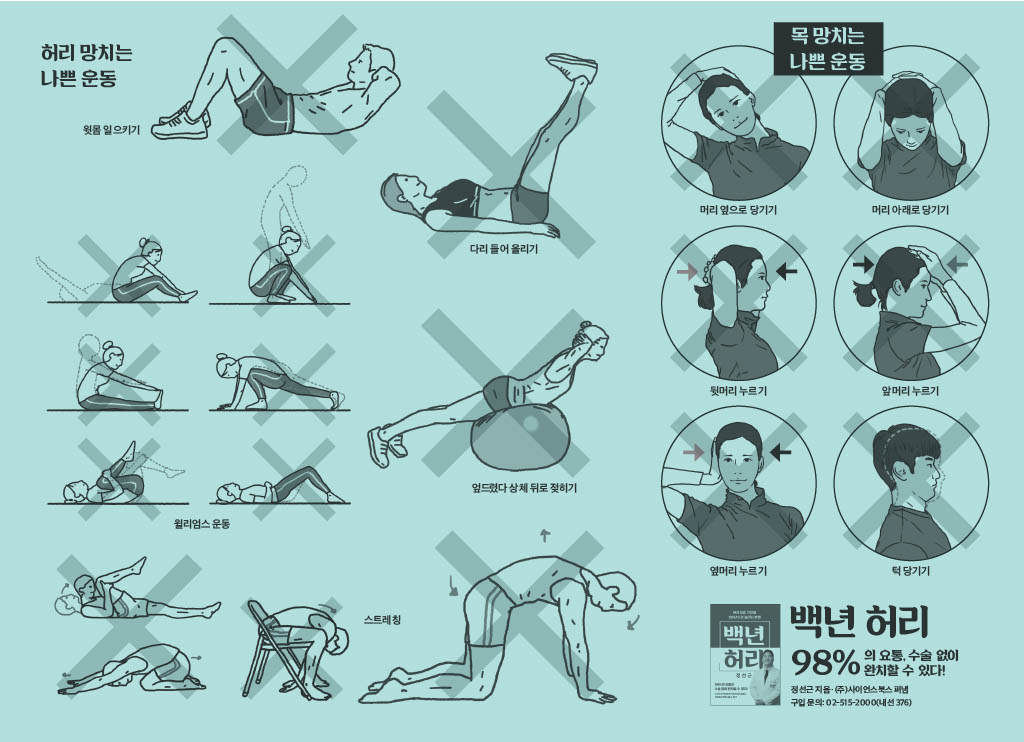 허리 망치는
나쁜 운동
윗몸 일으키기
다리 들어 올리기
윌리엄스 운동
엎드렸다 상체 뒤로 젖히기
스트레칭
목 망치는
나쁜 운동
머리 옆으로 당기기
머리 아래로 당기기
뒷머리 누르기
앞머리 누르기
옆머리 누르기
턱 당기기
백년
허리
정선근
백년 허리
98%의 요통, 수술 없이
완치할 수 있다!
정선근 지음· (주)사이언스북스 펴냄
구입 문의: 02-515-2000(내선 376)